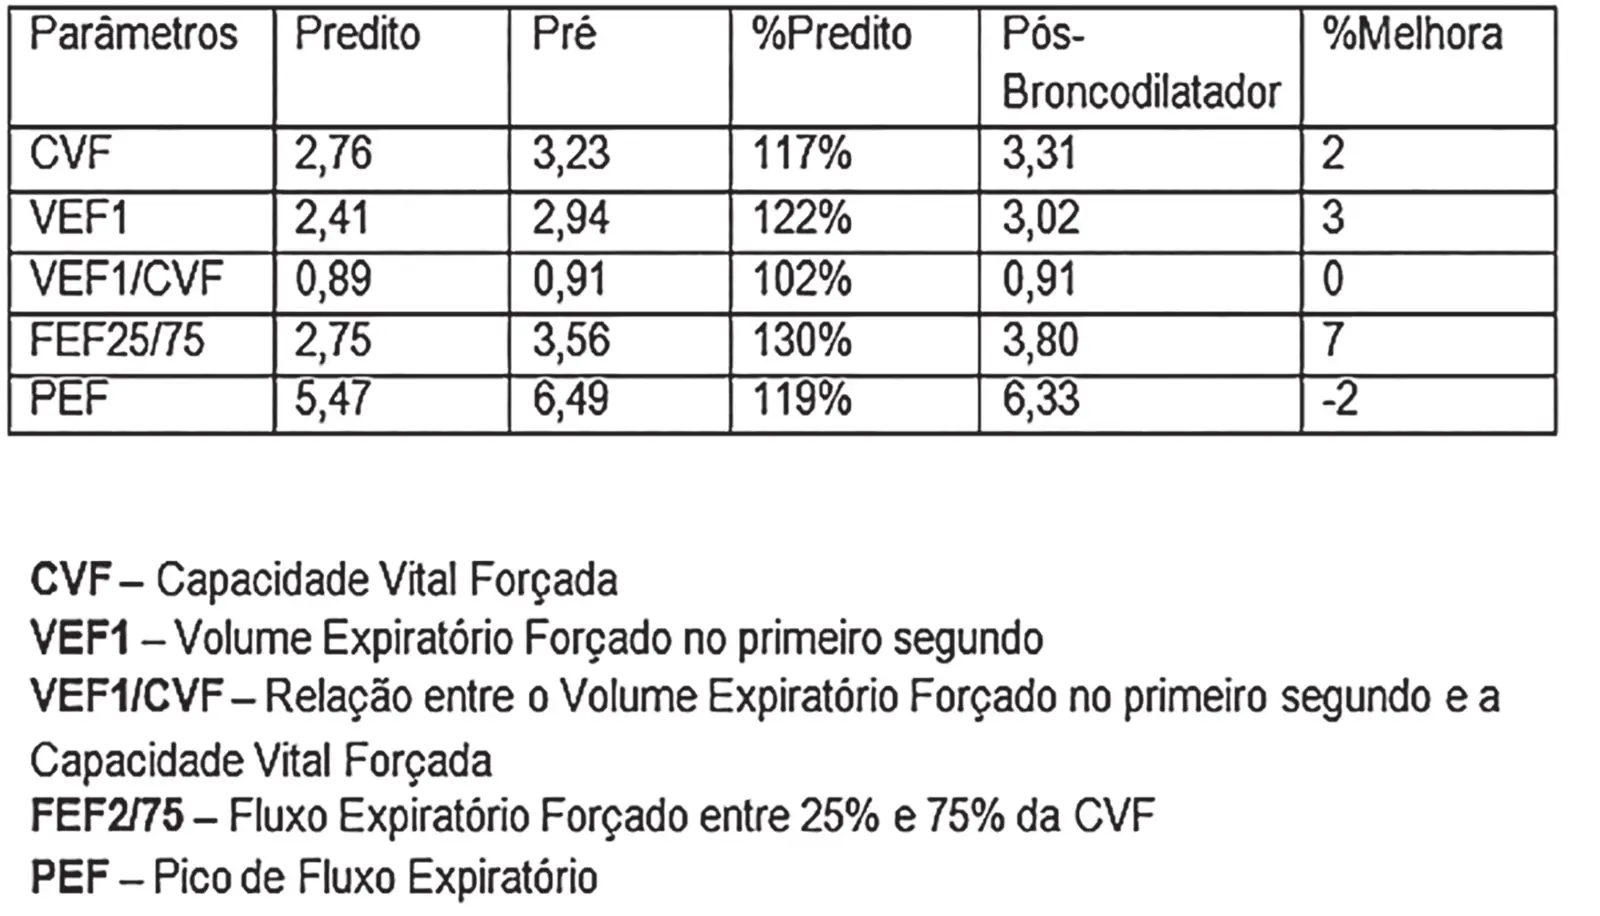 Parâmetros Predito Pré %Predito Pós- %Melhora
Broncodilatador
CVF 2,76 3,23 117% 3,31 2
VEF1 2,41 2,94 122% 3,02 3
VEF1/CVF 0,89 0,91 102% 0,91 0
FEF25/75 2,75 3,56 130% 3,80 7
PEF 5,47 6,49 119% 6,33 -2
CVF – Capacidade Vital Forçada
VEF1 – Volume Expiratório Forçado no primeiro segundo
VEF1/CVF – Relação entre o Volume Expiratório Forçado no primeiro segundo e a
Capacidade Vital Forçada
FEF2/75 – Fluxo Expiratório Forçado entre 25% e 75% da CVF
PEF – Pico de Fluxo Expiratório